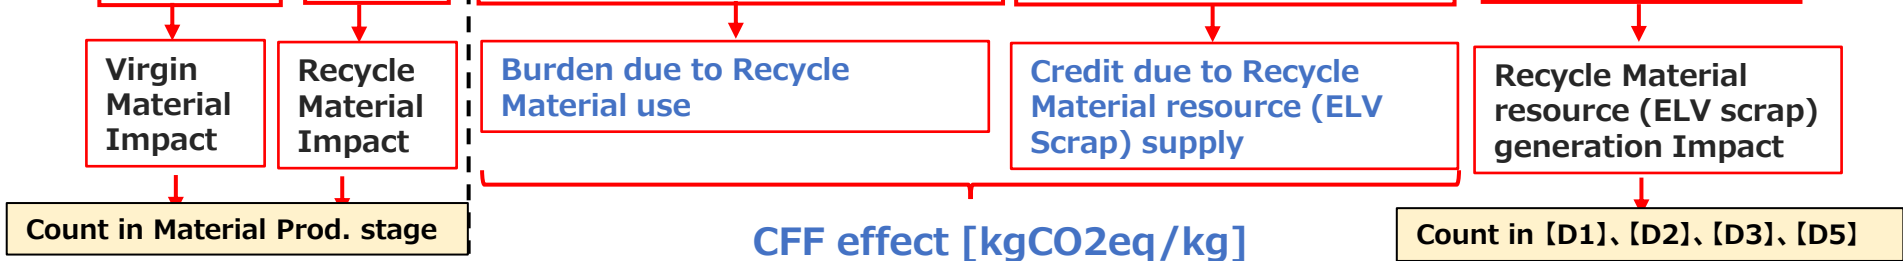 Virgin
Material
Impact
Recycle
Material
Impact
Burden due to Recycle
Material use
Credit due to Recycle
Material resource (ELV
Scrap) supply
Recycle Material
resource (ELV scrap)
generation Impact
Count in Material Prod. stage
CFF effect [kgCO2eq/kg]
Count in【D1】、【D2】、【D3】、【D5】